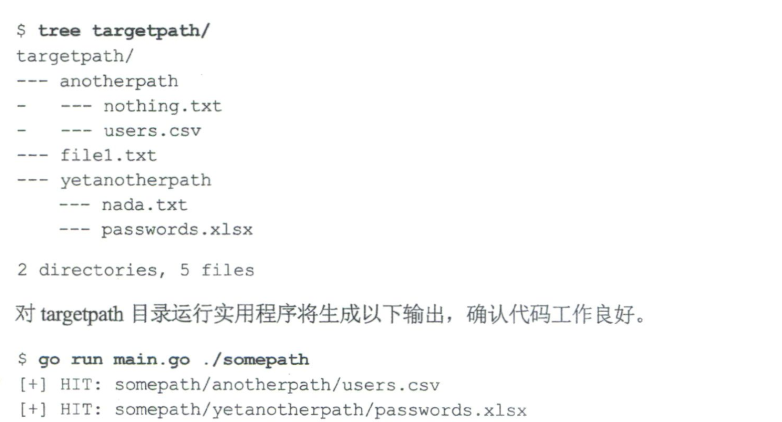 $ tree targetpath/
targetpath/
--- anotherpath
-   --- nothing.txt
-   --- users.csv
--- file1.txt
--- yetanotherpath
    --- nada.txt
    --- passwords.xlsx
2 directories, 5 files
对 targetpath 目录运行实用程序将生成以下输出，确认代码工作良好。
$ go run main.go ./somepath
[+] HIT: somepath/anotherpath/users.csv
[+] HIT: somepath/yetanotherpath/passwords.xlsx